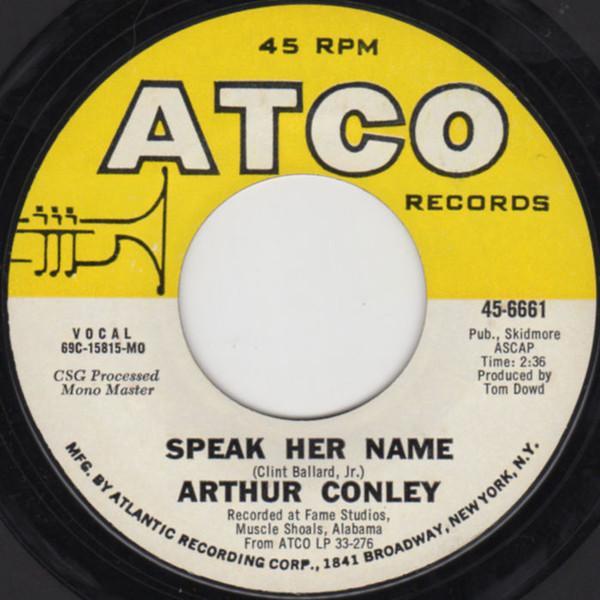 45 RPM
ATCO
RECORDS
45-6661
VOCAL
69C-15815-MO
CSG Processed
Mono Master
Pub., Skidmore
ASCAP
Time: 2:36
Produced by
Tom Dowd
SPEAK HER NAME
(Clint Ballard, Jr.)
ARTHUR CONLEY
Recorded at Fame Studios,
Muscle Shoals, Alabama
From ATCO LP 33-276
MFG. BY ATLANTIC RECORDING CORP., 1841 BROADWAY, NEW YORK, N.Y.